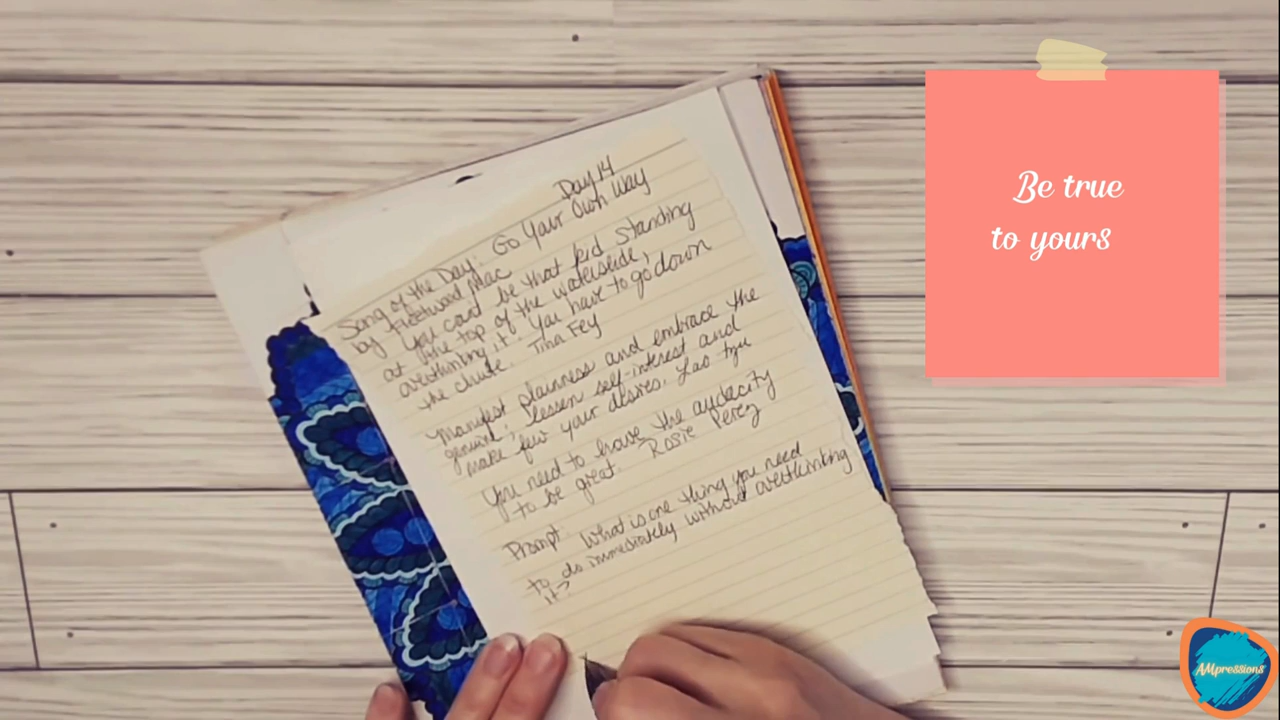 Day 14
Song of the Day: Go Your Own Way
by Fleetwood Mac
"You can't be that kid standing
at the top of the waterslide,
overthinking it. You have to go down
the chute." Tina Fey
Manifest plainness and embrace the
genuine; lessen self-interest and
make few your desires. Lao tzu
You need to have the audacity
to be great. Rosie Perez
Prompt: What is one thing you need
to do immediately without overthinking
it?
Be true
to yours
AMpressions